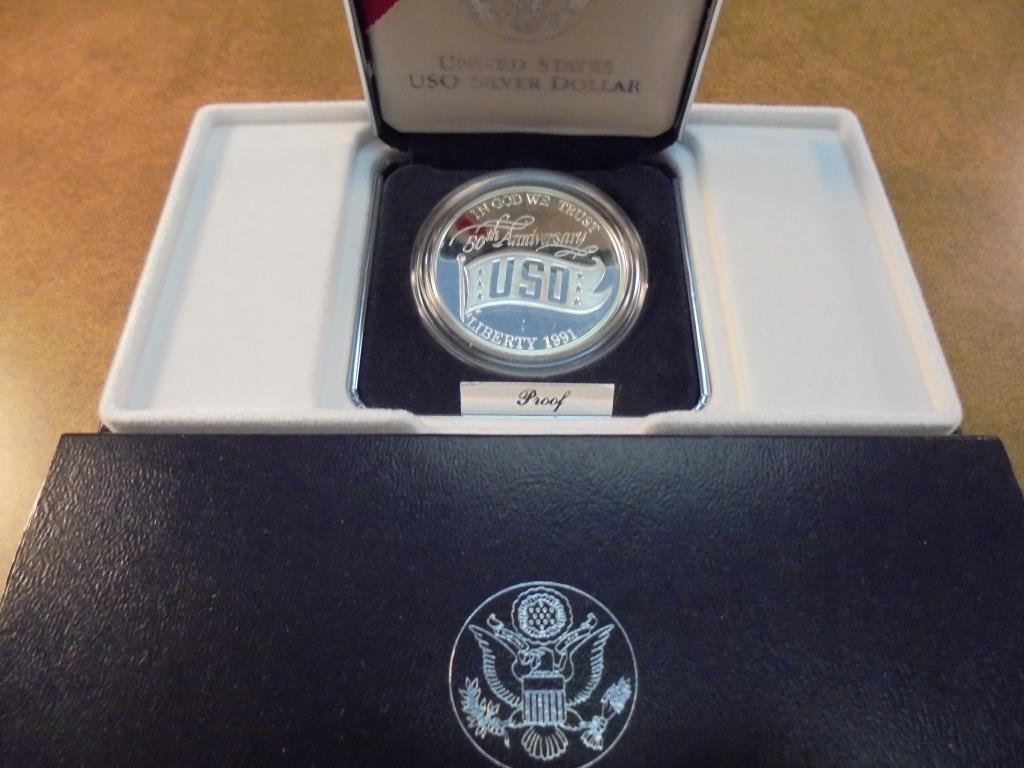 UNITED STATES
USO SILVER DOLLAR
IN GOD WE TRUST
50th Anniversary
USO
LIBERTY 1991
Proof